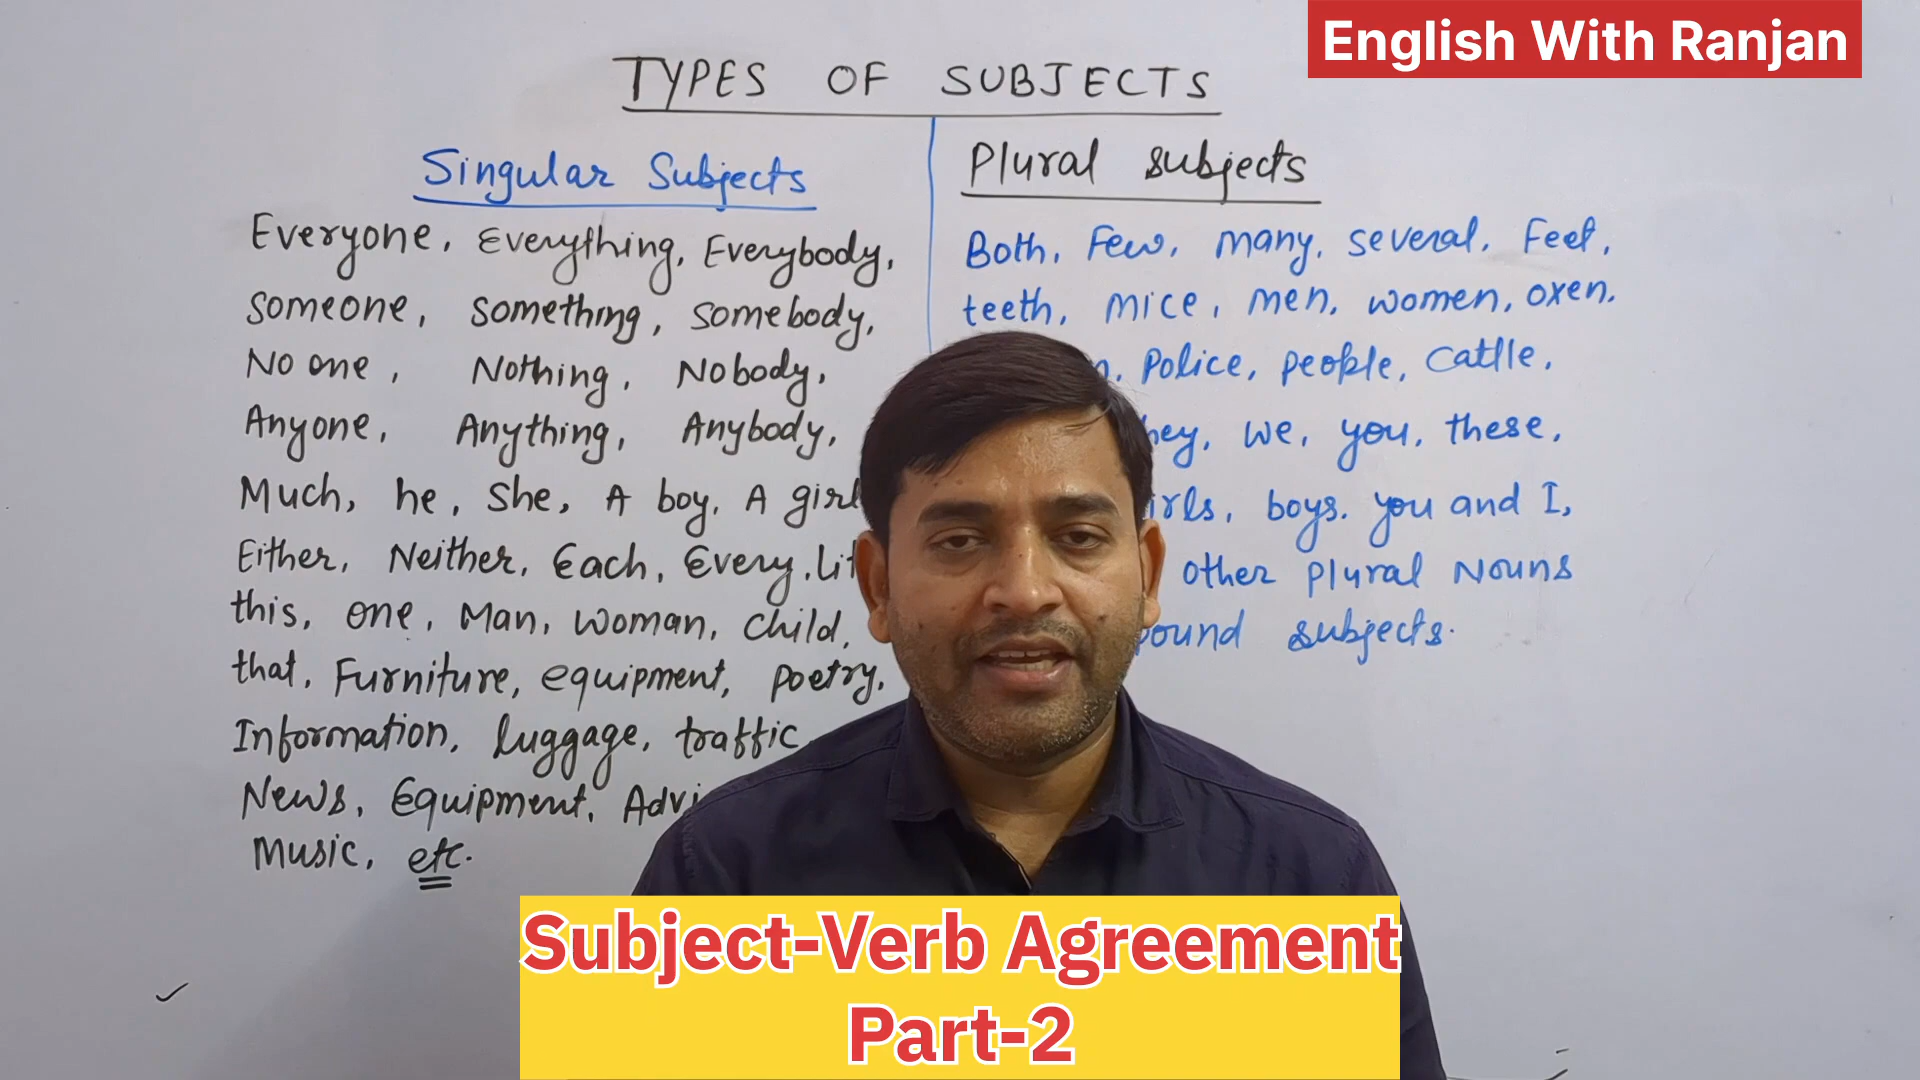 English With Ranjan
TYPES OF SUBJECTS
Singular Subjects
Everyone, Everything, Everybody,
Someone, Something, Somebody,
No one, Nothing, Nobody,
Anyone, Anything, Anybody,
Much, he, she, A boy, A girl
Either, Neither, Each, Every,
this, one, Man, woman, child,
that, Furniture, equipment, poetry,
Information, luggage, traffic
News, Equipment,
Music, etc.
Plural subjects
Both, Few, many, several, Feet,
teeth, mice, men, women, oxen,
Police, people, cattle,
we, you, these,
boys. you and I,
other plural Nouns
subjects.
Subject-Verb Agreement
Part-2